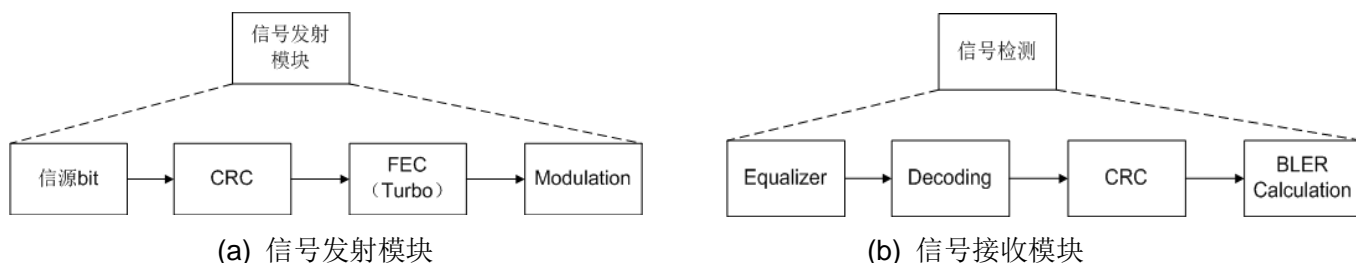 信号发射
模块
信源bit
CRC
FEC
（Turbo）
Modulation
(a) 信号发射模块
信号检测
Equalizer
Decoding
CRC
BLER
Calculation
(b) 信号接收模块